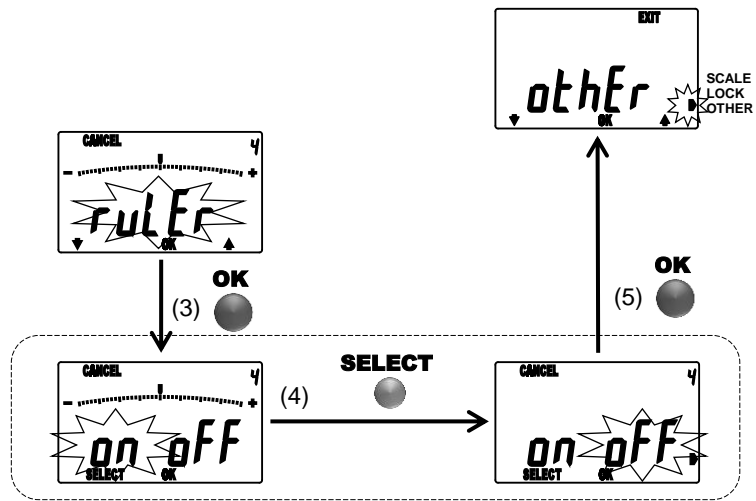 EXIT
othEr
OK
SCALE
LOCK
OTHER
CANCEL 4
- +
rulEr
OK
(3) OK
(5) OK
CANCEL 4
- +
on oFF
SELECT OK
(4) SELECT
CANCEL 4
on oFF
SELECT OK